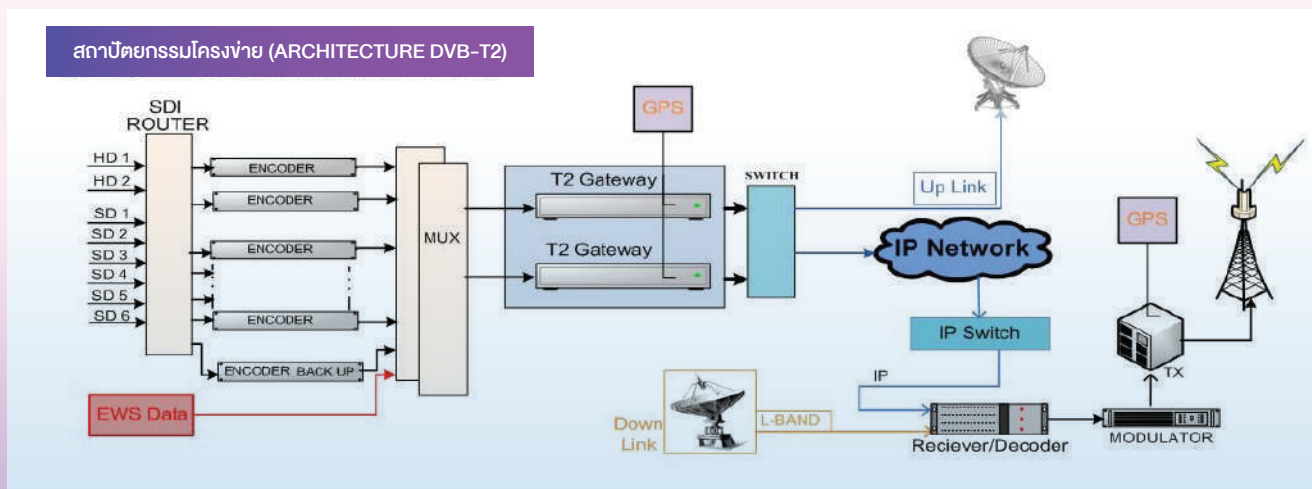 สถาปัตยกรรมโครงข่าย (ARCHITECTURE DVB-T2)
SDI
ROUTER
HD 1
HD 2
SD 1
SD 2
SD 3
SD 4
SD 5
SD 6
ENCODER
ENCODER
ENCODER
ENCODER
ENCODER BACK UP
EWS Data
MUX
GPS
T2 Gateway
T2 Gateway
SWITCH
Up Link
IP Network
IP Switch
IP
Down
Link
L-BAND
Reciever/Decoder
MODULATOR
GPS
TX